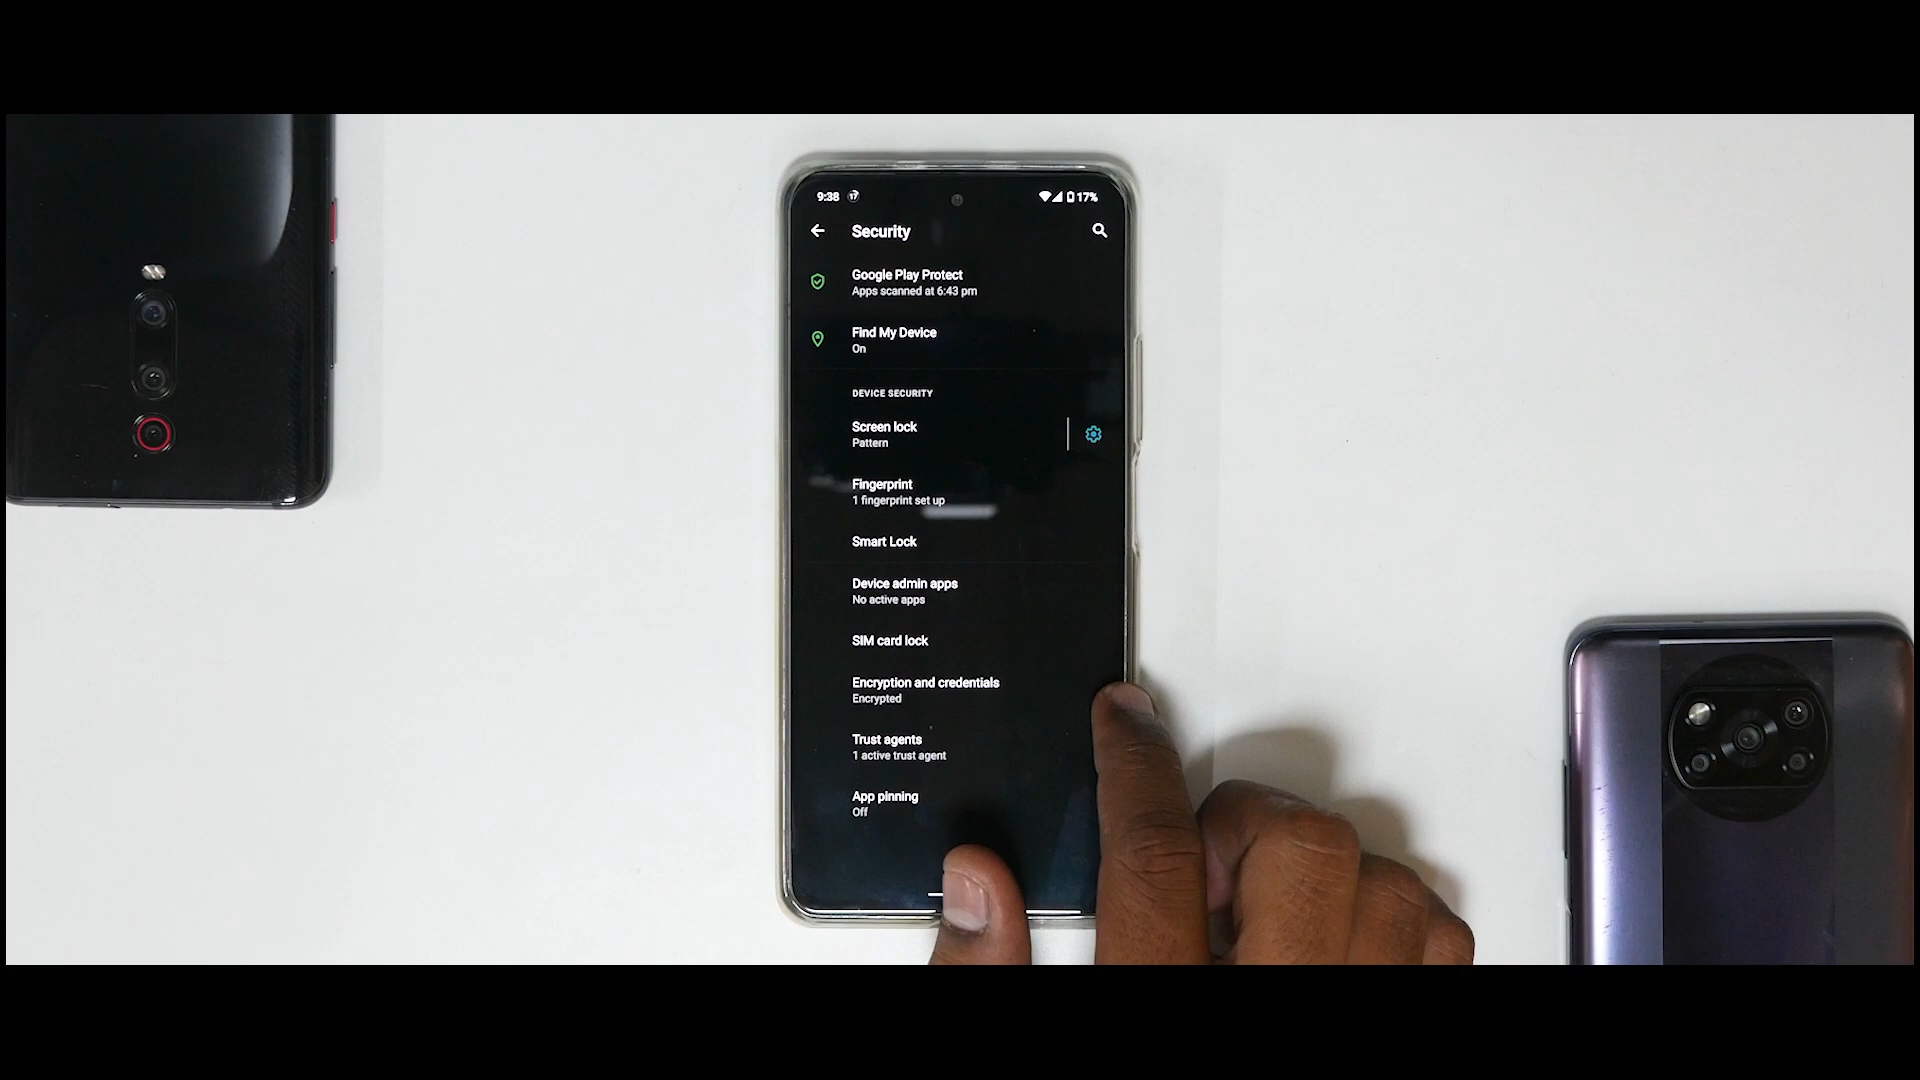 9:38 17 17%
Security
Google Play Protect
Apps scanned at 6:43 pm
Find My Device
On
DEVICE SECURITY
Screen lock
Pattern
Fingerprint
1 fingerprint set up
Smart Lock
Device admin apps
No active apps
SIM card lock
Encryption and credentials
Encrypted
Trust agents
1 active trust agent
App pinning
Off